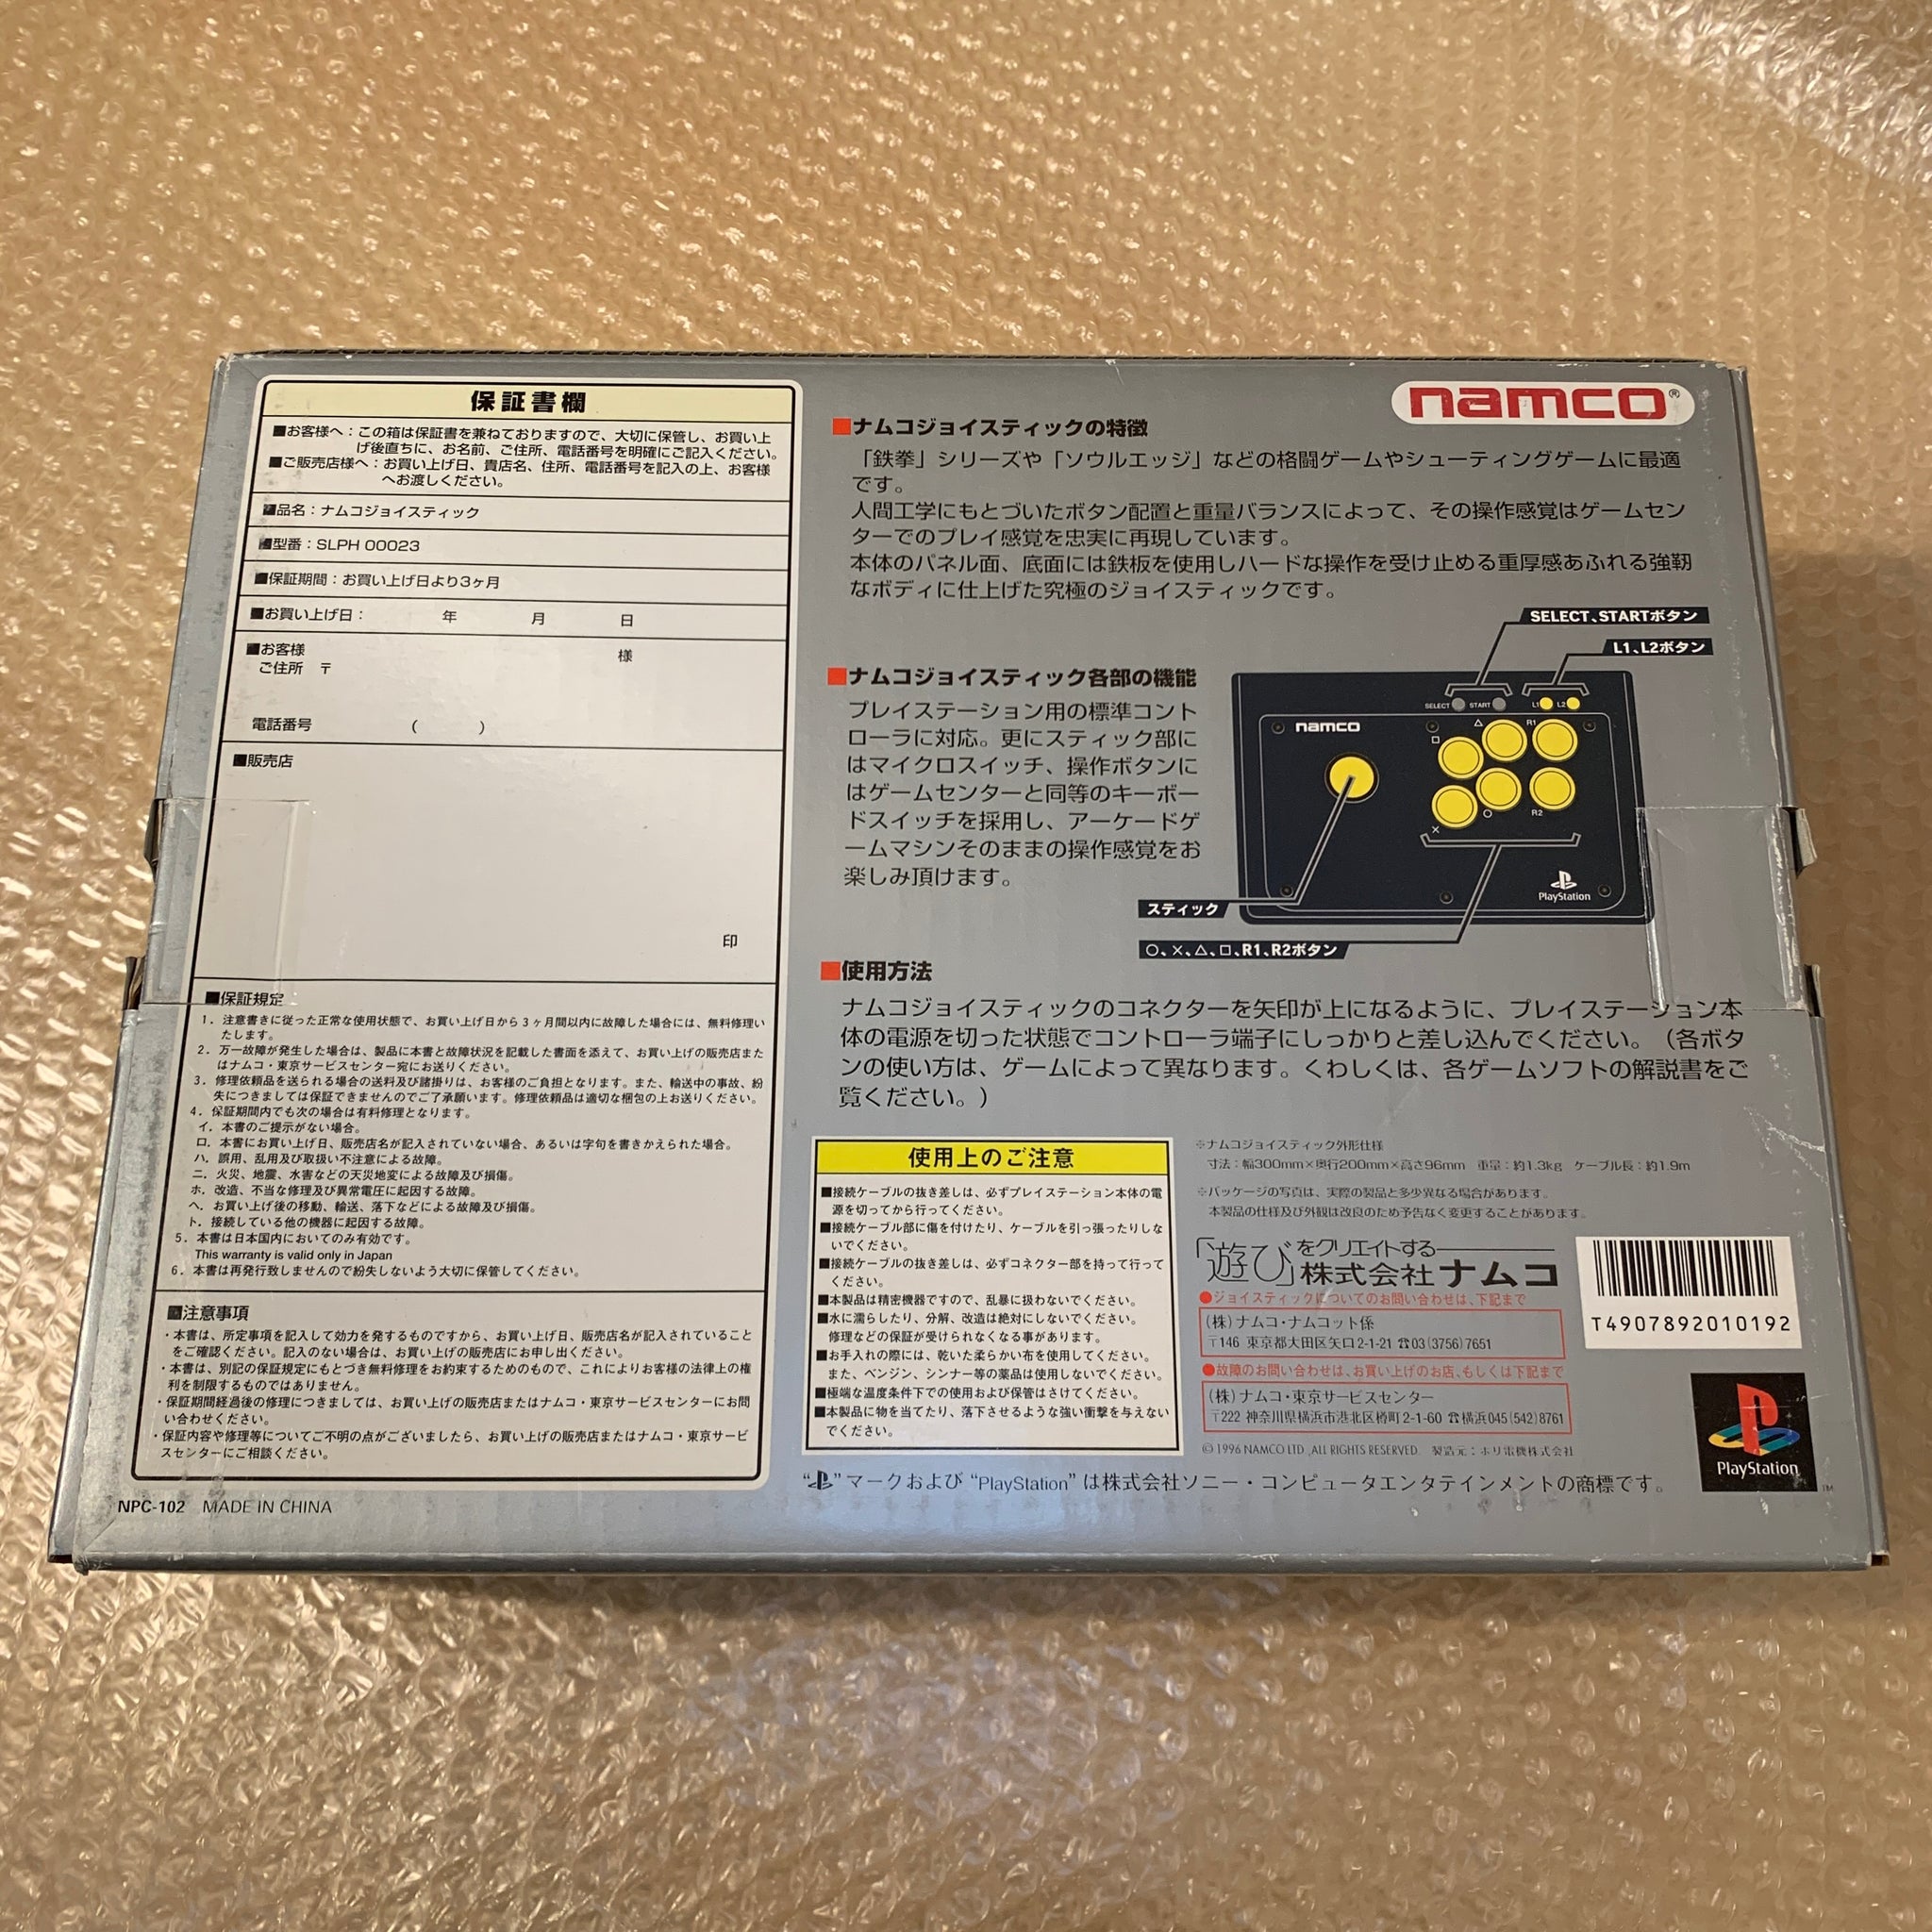 保証書欄
■お客様へ：この箱は保証書を兼ねておりますので、大切に保管し、お買い上
げ後直ちに、お名前、ご住所、電話番号を明確にご記入ください。
■ご販売店様へ：お買い上げ日、貴店名、住所、電話番号を記入の上、お客様
へお渡しください。
■品名：ナムコジョイスティック
■型番：SLPH 00023
■保証期間：お買い上げ日より3ヶ月
■お買い上げ日： 年 月 日
■お客様 様
ご住所 〒
電話番号 ( )
■販売店
印
■保証規定
1．注意書きに従った正常な使用状態で、お買い上げ日から3ヶ月間以内に故障した場合には、無料修理い
たします。
2．万一故障が発生した場合は、製品に本書と故障状況を記載した書面を添えて、お買い上げの販売店また
はナムコ・東京サービスセンター宛にお送りください。
3．修理依頼品を送られる場合の送料及び諸掛りは、お客様のご負担となります。また、輸送中の事故、紛
失につきましては保証できませんのでご了承願います。修理依頼品は適切な梱包の上お送りください。
4．保証期間内でも次の場合は有料修理となります。
イ．本書のご提示がない場合。
ロ．本書にお買い上げ日、販売店名が記入されていない場合、あるいは字句を書きかえられた場合。
ハ．誤用、乱用及び取扱い不注意による故障。
ニ．火災、地震、水害などの天災地変による故障及び損傷。
ホ．改造、不当な修理及び異常電圧に起因する故障。
ヘ．お買い上げ後の移動、輸送、落下などによる故障及び損傷。
ト．接続している他の機器に起因する故障。
5．本書は日本国内においてのみ有効です。
This warranty is valid only in Japan
6．本書は再発行致しませんので紛失しないよう大切に保管してください。
■注意事項
・本書は、所定事項を記入して効力を発するものですから、お買い上げ日、販売店名が記入されていること
をご確認ください。記入のない場合は、お買い上げの販売店にお申し出ください。
・本書は、別記の保証規定にもとづき無料修理をお約束するためのもので、これによりお客様の法律上の権
利を制限するものではありません。
・保証期間経過後の修理につきましては、お買い上げの販売店またはナムコ・東京サービスセンターにお問
い合わせください。
・保証内容や修理等についてご不明の点がございましたら、お買い上げの販売店またはナムコ・東京サービ
スセンターにご相談ください。
NPC-102 MADE IN CHINA
namco®
■ナムコジョイスティックの特徴
「鉄拳」シリーズや「ソウルエッジ」などの格闘ゲームやシューティングゲームに最適
です。
人間工学にもとづいたボタン配置と重量バランスによって、その操作感覚はゲームセン
ターでのプレイ感覚を忠実に再現しています。
本体のパネル面、底面には鉄板を使用しハードな操作を受け止める重厚感あふれる強靭
なボディに仕上げた究極のジョイスティックです。
■ナムコジョイスティック各部の機能
プレイステーション用の標準コント
ローラに対応。更にスティック部に
はマイクロスイッチ、操作ボタンに
はゲームセンターと同等のキーボー
ドスイッチを採用し、アーケードゲ
ームマシンそのままの操作感覚をお
楽しみ頂けます。
SELECT、STARTボタン
L1、L2ボタン
SELECT START L1 L2
namco
□ △ R1
× ○ R2
PlayStation
スティック
○、×、△、□、R1、R2ボタン
■使用方法
ナムコジョイスティックのコネクターを矢印が上になるように、プレイステーション本
体の電源を切った状態でコントローラ端子にしっかりと差し込んでください。（各ボタ
ンの使い方は、ゲームによって異なります。くわしくは、各ゲームソフトの解説書をご
覧ください。）
使用上のご注意
■接続ケーブルの抜き差しは、必ずプレイステーション本体の電
源を切ってから行ってください。
■接続ケーブル部に傷を付けたり、ケーブルを引っ張ったりしな
いでください。
■接続ケーブルの抜き差しは、必ずコネクター部を持って行って
ください。
■本製品は精密機器ですので、乱暴に扱わないでください。
■水に濡らしたり、分解、改造は絶対にしないでください。
修理などの保証が受けられなくなる事があります。
■お手入れの際には、乾いた柔らかい布を使用してください。
また、ベンジン、シンナー等の薬品は使用しないでください。
■極端な温度条件下での使用および保管はさけてください。
■本製品に物を当てたり、落下させるような強い衝撃を与えない
でください。
※ナムコジョイスティック外形仕様
寸法：幅300mm×奥行200mm×高さ96mm 重量：約1.3kg ケーブル長：約1.9m
※パッケージの写真は、実際の製品と多少異なる場合があります。
本製品の仕様及び外観は改良のため予告なく変更することがあります。
「遊び」をクリエイトする
株式会社ナムコ
●ジョイスティックについてのお問い合わせは、下記まで
(株)ナムコ・ナムコット係
〒146 東京都大田区矢口2-1-21 ☎03(3756)7651
●故障のお問い合わせは、お買い上げのお店、もしくは下記まで
(株)ナムコ・東京サービスセンター
〒222 神奈川県横浜市港北区樽町2-1-60 ☎横浜045(542)8761
©1996 NAMCO LTD.,ALL RIGHTS RESERVED 製造元：ホリ電機株式会社
T4907892010192
PlayStation
TM
“ ”マークおよび“PlayStation”は株式会社ソニー・コンピュータエンタテインメントの商標です。